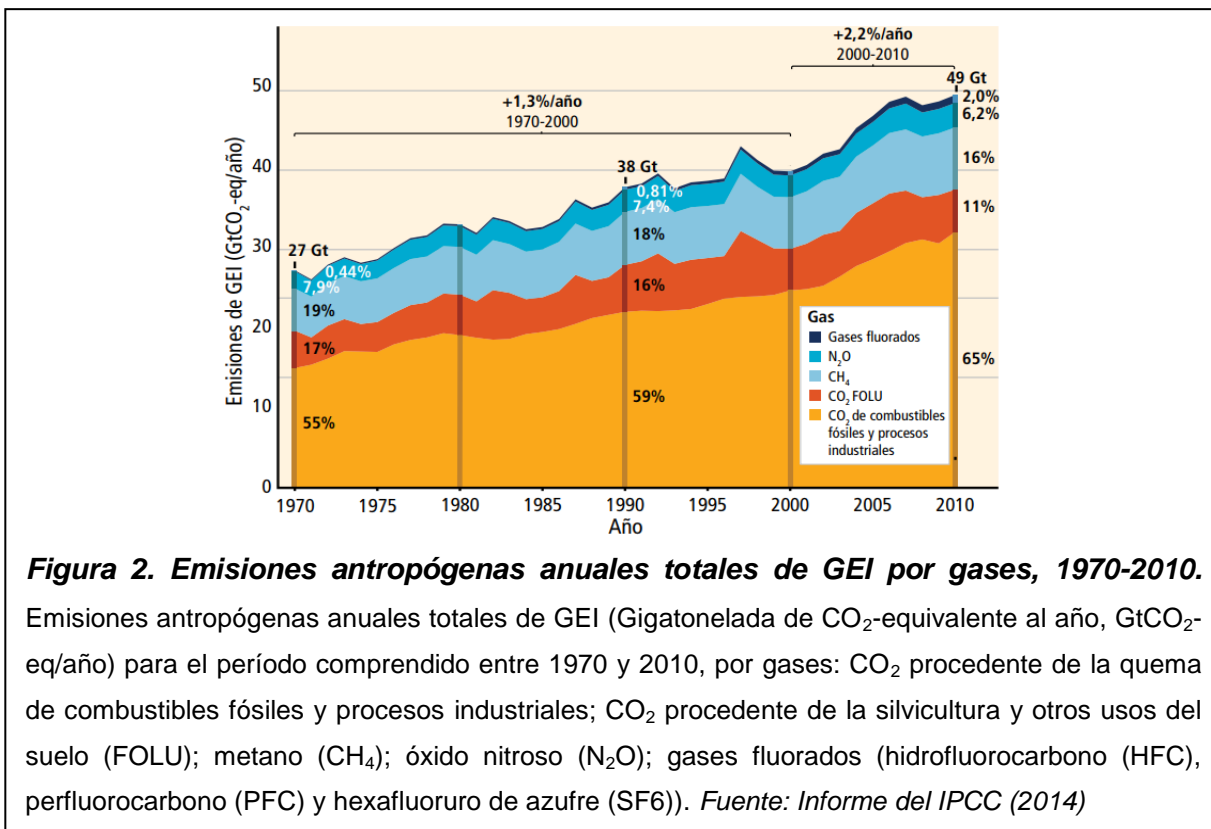 +2,2%/año
2000-2010
49 Gt
+1,3%/año
1970-2000
50
2,0%
6,2%
40
38 Gt
16%
0,81%
7,4%
11%
30
27 Gt
18%
0,44%
7,9%
19%
16%
17%
20
Gas
Gases fluorados
N₂O
CH₄
CO₂ FOLU
CO₂ de combustibles
fósiles y procesos
industriales
65%
59%
55%
10
0
Emisiones de GEI (GtCO₂-eq/año)
1970 1975 1980 1985 1990 1995 2000 2005 2010
Año
Figura 2. Emisiones antropógenas anuales totales de GEI por gases, 1970-2010.
Emisiones antropógenas anuales totales de GEI (Gigatonelada de CO₂-equivalente al año, GtCO₂-
eq/año) para el período comprendido entre 1970 y 2010, por gases: CO₂ procedente de la quema
de combustibles fósiles y procesos industriales; CO₂ procedente de la silvicultura y otros usos del
suelo (FOLU); metano (CH₄); óxido nitroso (N₂O); gases fluorados (hidrofluorocarbono (HFC),
perfluorocarbono (PFC) y hexafluoruro de azufre (SF6)). Fuente: Informe del IPCC (2014)